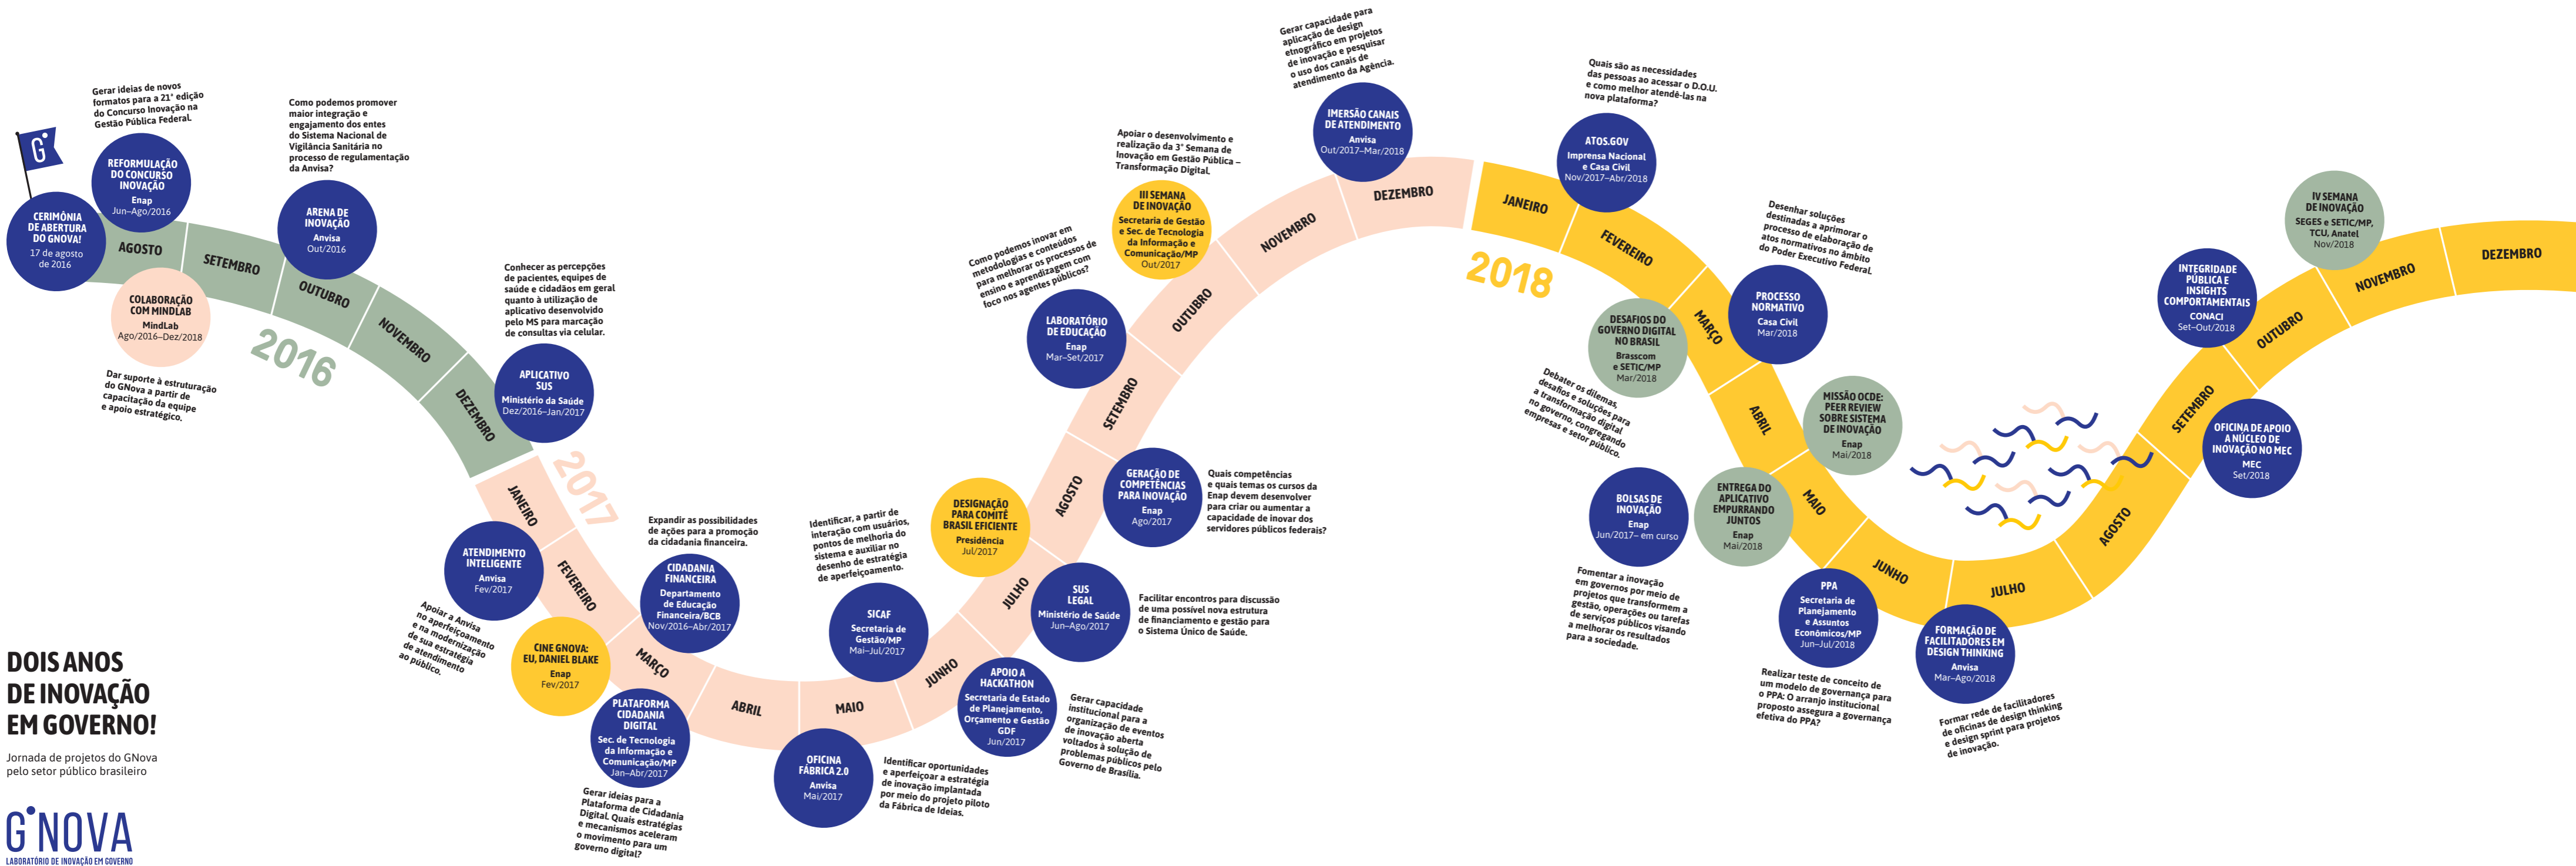 Gerar ideias de novos
formatos para a 21ª edição
do Concurso Inovação na
Gestão Pública Federal.
G
REFORMULAÇÃO
DO CONCURSO
INOVAÇÃO
Enap
Jun–Ago/2016
CERIMÔNIA
DE ABERTURA
DO GNOVA!
17 de agosto
de 2016
AGOSTO
COLABORAÇÃO
COM MINDLAB
MindLab
Ago/2016–Dez/2018
Dar suporte à estruturação
do GNova a partir de
capacitação da equipe
e apoio estratégico.
SETEMBRO
Como podemos promover
maior integração e
engajamento dos entes
do Sistema Nacional de
Vigilância Sanitária no
processo de regulamentação
da Anvisa?
ARENA DE
INOVAÇÃO
Anvisa
Out/2016
OUTUBRO
2016
NOVEMBRO
DEZEMBRO
Conhecer as percepções
de pacientes, equipes de
saúde e cidadãos em geral
quanto à utilização de
aplicativo desenvolvido
pelo MS para marcação
de consultas via celular.
APLICATIVO
SUS
Ministério da Saúde
Dez/2016–Jan/2017
2017
JANEIRO
ATENDIMENTO
INTELIGENTE
Anvisa
Fev/2017
Apoiar a Anvisa
no aperfeiçoamento
e na modernização
de sua estratégia
de atendimento
ao público.
FEVEREIRO
CINE GNOVA:
EU, DANIEL BLAKE
Enap
Fev/2017
Expandir as possibilidades
de ações para a promoção
da cidadania financeira.
CIDADANIA
FINANCEIRA
Departamento
de Educação
Financeira/BCB
Nov/2016–Abr/2017
MARÇO
PLATAFORMA
CIDADANIA
DIGITAL
Sec. de Tecnologia
da Informação e
Comunicação/MP
Jan–Abr/2017
Gerar ideias para a
Plataforma de Cidadania
Digital. Quais estratégias
e mecanismos aceleram
o movimento para um
governo digital?
ABRIL
MAIO
OFICINA
FÁBRICA 2.0
Anvisa
Mai/2017
Identificar oportunidades
e aperfeiçoar a estratégia
de inovação implantada
por meio do projeto piloto
da Fábrica de Ideias.
Identificar, a partir de
interação com usuários,
pontos de melhoria do
sistema e auxiliar no
desenho de estratégia
de aperfeiçoamento.
SICAF
Secretaria de
Gestão/MP
Mai–Jul/2017
JUNHO
APOIO A
HACKATHON
Secretaria de Estado
de Planejamento,
Orçamento e Gestão
GDF
Jun/2017
Gerar capacidade
institucional para a
organização de eventos
de inovação aberta
voltados à solução de
problemas públicos pelo
Governo de Brasília.
DESIGNAÇÃO
PARA COMITÊ
BRASIL EFICIENTE
Presidência
Jul/2017
JULHO
SUS
LEGAL
Ministério de Saúde
Jun–Ago/2017
Facilitar encontros para discussão
de uma possível nova estrutura
de financiamento e gestão para
o Sistema Único de Saúde.
AGOSTO
GERAÇÃO DE
COMPETÊNCIAS
PARA INOVAÇÃO
Enap
Ago/2017
Quais competências
e quais temas os cursos da
Enap devem desenvolver
para criar ou aumentar a
capacidade de inovar dos
servidores públicos federais?
SETEMBRO
Como podemos inovar em
metodologias e conteúdos
para melhorar os processos de
ensino e aprendizagem com
foco nos agentes públicos?
LABORATÓRIO
DE EDUCAÇÃO
Enap
Mar–Set/2017
OUTUBRO
Apoiar o desenvolvimento e
realização da 3ª Semana de
Inovação em Gestão Pública –
Transformação Digital.
III SEMANA
DE INOVAÇÃO
Secretaria de Gestão
e Sec. de Tecnologia
da Informação e
Comunicação/MP
Out/2017
NOVEMBRO
Gerar capacidade para
aplicação de design
etnográfico em projetos
de inovação e pesquisar
o uso dos canais de
atendimento da Agência.
IMERSÃO CANAIS
DE ATENDIMENTO
Anvisa
Out/2017–Mar/2018
DEZEMBRO
2018
JANEIRO
Quais são as necessidades
das pessoas ao acessar o D.O.U.
e como melhor atendê-las na
nova plataforma?
ATOS.GOV
Imprensa Nacional
e Casa Civil
Nov/2017–Abr/2018
FEVEREIRO
DESAFIOS DO
GOVERNO DIGITAL
NO BRASIL
Brasscom
e SETIC/MP
Mar/2018
Debater os dilemas,
desafios e soluções para
a transformação digital
no governo, congregando
empresas e setor público.
MARÇO
Desenhar soluções
destinadas a aprimorar o
processo de elaboração de
atos normativos no âmbito
do Poder Executivo Federal.
PROCESSO
NORMATIVO
Casa Civil
Mar/2018
ABRIL
MISSÃO OCDE:
PEER REVIEW
SOBRE SISTEMA
DE INOVAÇÃO
Enap
Mai/2018
BOLSAS DE
INOVAÇÃO
Enap
Jun/2017– em curso
Fomentar a inovação
em governos por meio de
projetos que transformem a
gestão, operações ou tarefas
de serviços públicos visando
a melhorar os resultados
para a sociedade.
ENTREGA DO
APLICATIVO
EMPURRANDO
JUNTOS
Enap
Mai/2018
MAIO
PPA
Secretaria de
Planejamento
e Assuntos
Econômicos/MP
Jun–Jul/2018
Realizar teste de conceito de
um modelo de governança para
o PPA: O arranjo institucional
proposto assegura a governança
efetiva do PPA?
JUNHO
JULHO
FORMAÇÃO DE
FACILITADORES EM
DESIGN THINKING
Anvisa
Mar–Ago/2018
Formar rede de facilitadores
de oficinas de design thinking
e design sprint para projetos
de inovação.
AGOSTO
SETEMBRO
OFICINA DE APOIO
A NÚCLEO DE
INOVAÇÃO NO MEC
MEC
Set/2018
INTEGRIDADE
PÚBLICA E
INSIGHTS
COMPORTAMENTAIS
CONACI
Set–Out/2018
OUTUBRO
IV SEMANA
DE INOVAÇÃO
SEGES e SETIC/MP,
TCU, Anatel
Nov/2018
NOVEMBRO
DEZEMBRO
DOIS ANOS
DE INOVAÇÃO
EM GOVERNO!
Jornada de projetos do GNova
pelo setor público brasileiro
G'NOVA
LABORATÓRIO DE INOVAÇÃO EM GOVERNO